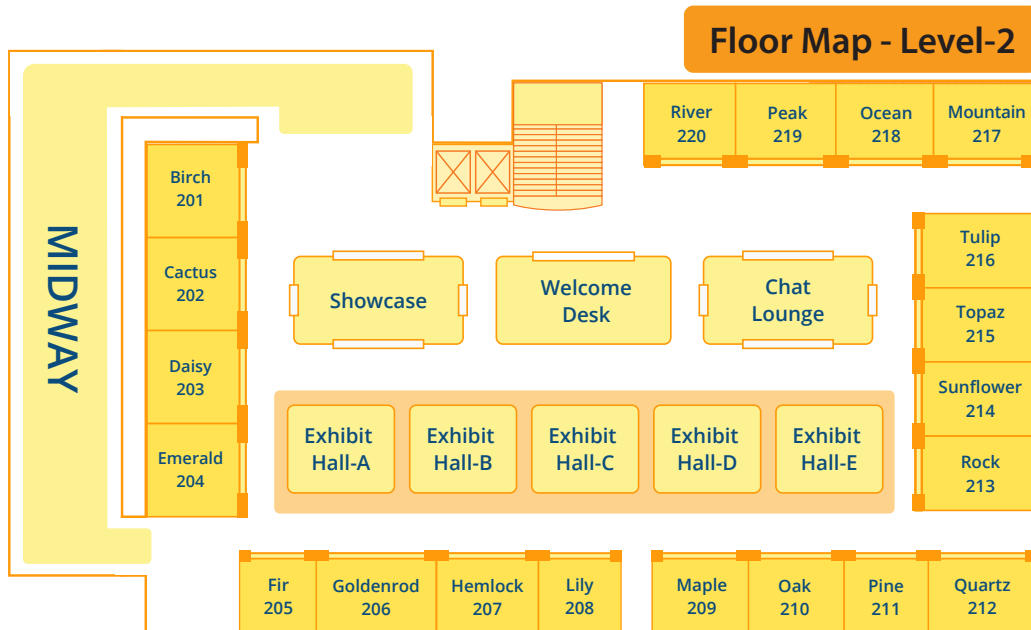 Floor Map - Level-2
River
220
Peak
219
Ocean
218
Mountain
217
Birch
201
Cactus
202
Daisy
203
Emerald
204
MIDWAY
Showcase
Welcome
Desk
Chat
Lounge
Tulip
216
Topaz
215
Sunflower
214
Rock
213
Exhibit
Hall-A
Exhibit
Hall-B
Exhibit
Hall-C
Exhibit
Hall-D
Exhibit
Hall-E
Fir
205
Goldenrod
206
Hemlock
207
Lily
208
Maple
209
Oak
210
Pine
211
Quartz
212